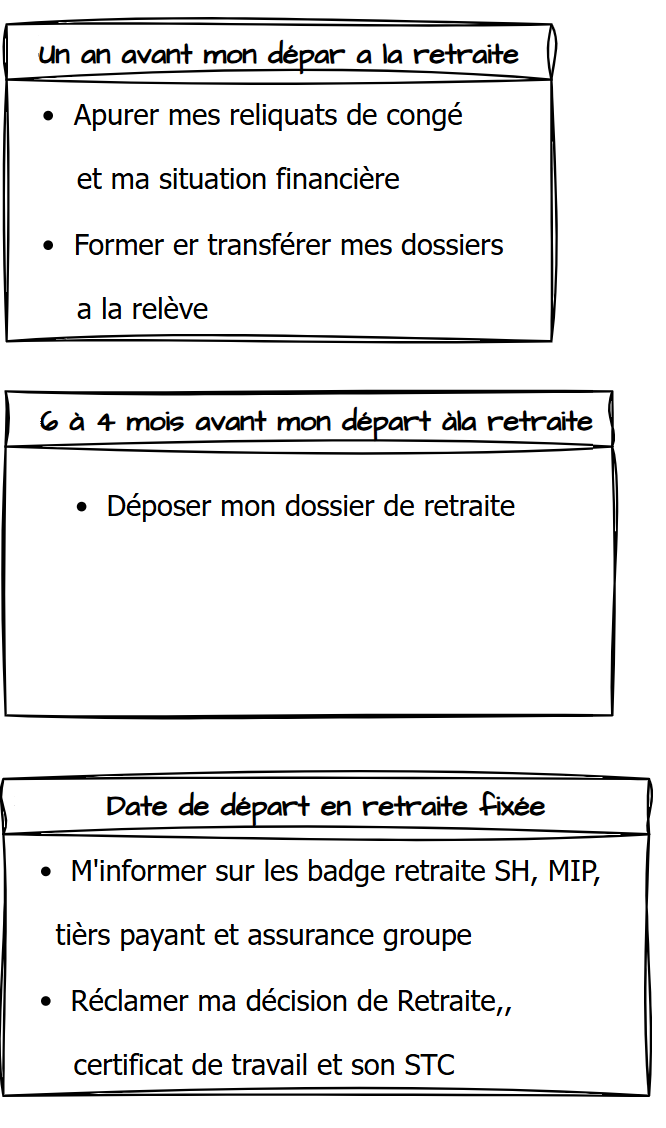 Un an avant mon dépar a la retraite
• Apurer mes reliquats de congé
et ma situation financière
• Former er transférer mes dossiers
a la relève
6 à 4 mois avant mon départ àla retraite
• Déposer mon dossier de retraite
Date de départ en retraite fixée
• M'informer sur les badge retraite SH, MIP,
tièrs payant et assurance groupe
• Réclamer ma décision de Retraite,,
certificat de travail et son STC